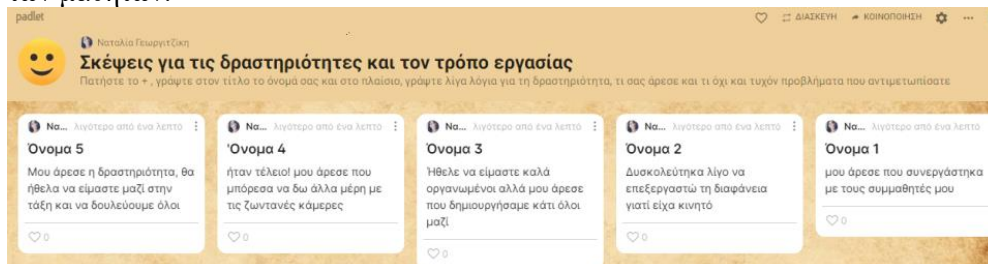 των μαθητών.
padlet
ΔΙΑΣΚΕΥΗ ΚΟΙΝΟΠΟΙΗΣΗ
Ναταλία Γεωργιτζίκη
Σκέψεις για τις δραστηριότητες και τον τρόπο εργασίας
Πατήστε το + , γράψτε στον τίτλο το όνομά σας και στο πλαίσιο, γράψτε λίγα λόγια για τη δραστηριότητα, τι σας άρεσε και τι όχι και τυχόν προβλήματα που αντιμετωπίσατε
Να... λιγότερο από ένα λεπτό
Όνομα 5
Μου άρεσε η δραστηριότητα, θα
ήθελα να είμαστε μαζί στην
τάξη και να δουλεύουμε όλοι
0
Να... λιγότερο από ένα λεπτό
'Όνομα 4
ήταν τέλειο! μου άρεσε που
μπόρεσα να δω άλλα μέρη με
τις ζωντανές κάμερες
0
Να... λιγότερο από ένα λεπτό
Όνομα 3
Ήθελε να είμαστε καλά
οργανωμένοι αλλά μου άρεσε
που δημιουργήσαμε κάτι όλοι
μαζί
0
Να... λιγότερο από ένα λεπτό
Όνομα 2
Δυσκολεύτηκα λίγο να
επεξεργαστώ τη διαφάνεια
γιατί είχα κινητό
0
Να... λιγότερο από ένα λεπτό
Όνομα 1
μου άρεσε που συνεργάστηκα
με τους συμμαθητές μου
0